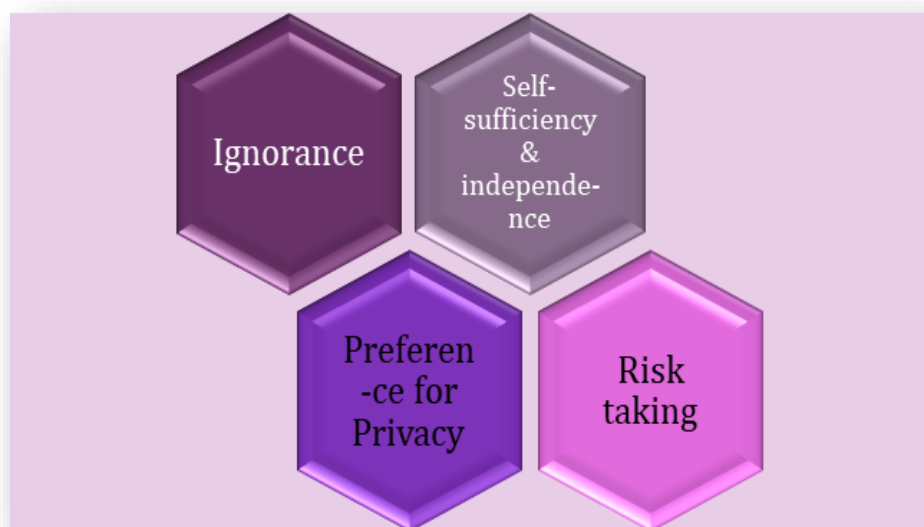 Ignorance
Self-
sufficiency
&
independe-
nce
Preferen
-ce for
Privacy
Risk
taking